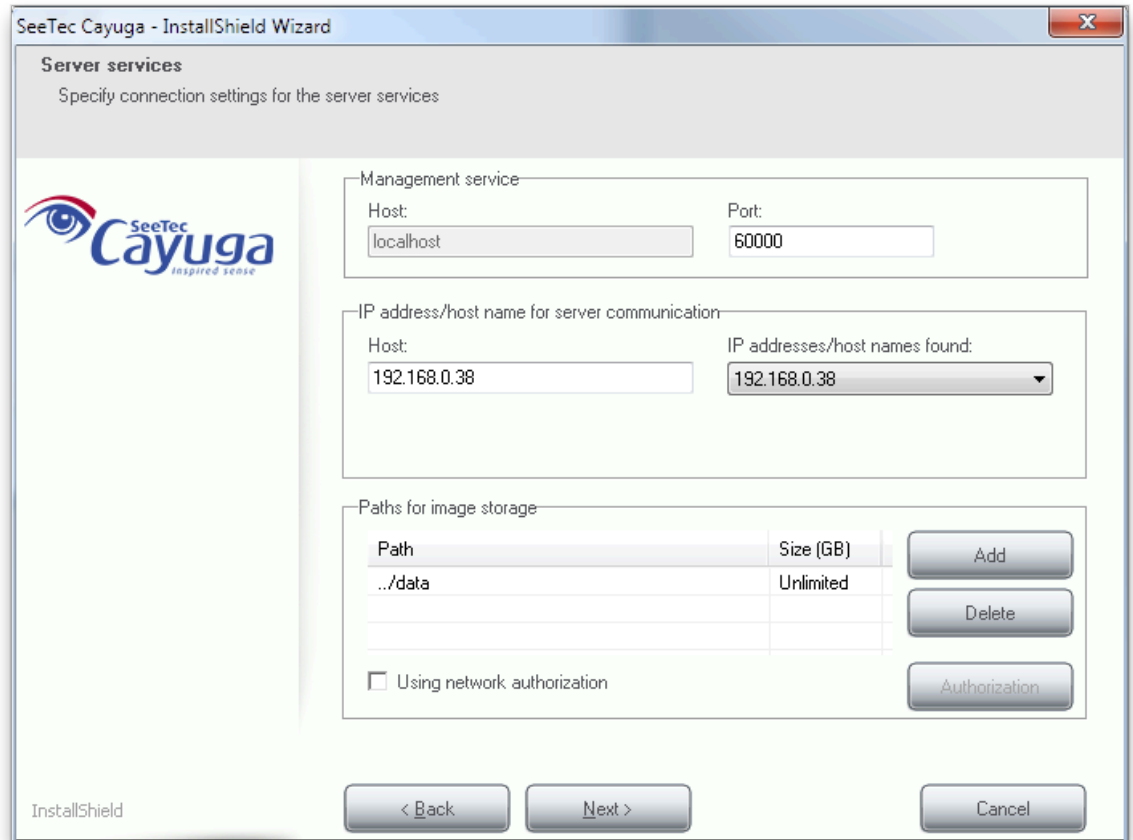 SeeTec Cayuga - InstallShield Wizard
Server services
Specify connection settings for the server services
SeeTec
Cayuga
inspired sense
Management service
Host: Port:
localhost 60000
IP address/host name for server communication
Host: IP addresses/host names found:
192.168.0.38 192.168.0.38
Paths for image storage
Path Size (GB)
../data Unlimited
Add
Delete
Using network authorization
Authorization
InstallShield
< Back Next > Cancel